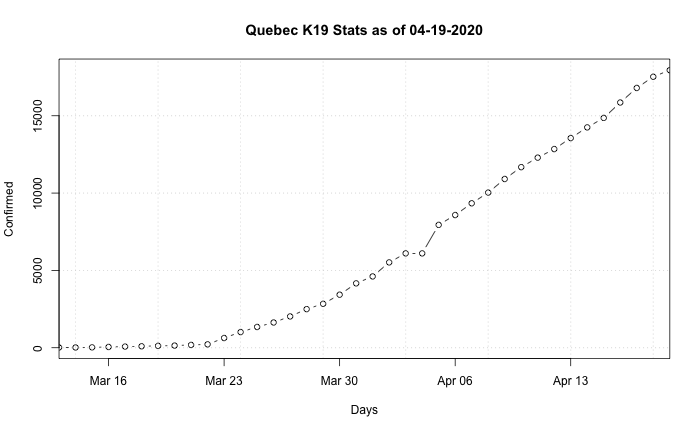 Quebec K19 Stats as of 04-19-2020
15000
10000
5000
0
Confirmed
Mar 16 Mar 23 Mar 30 Apr 06 Apr 13
Days